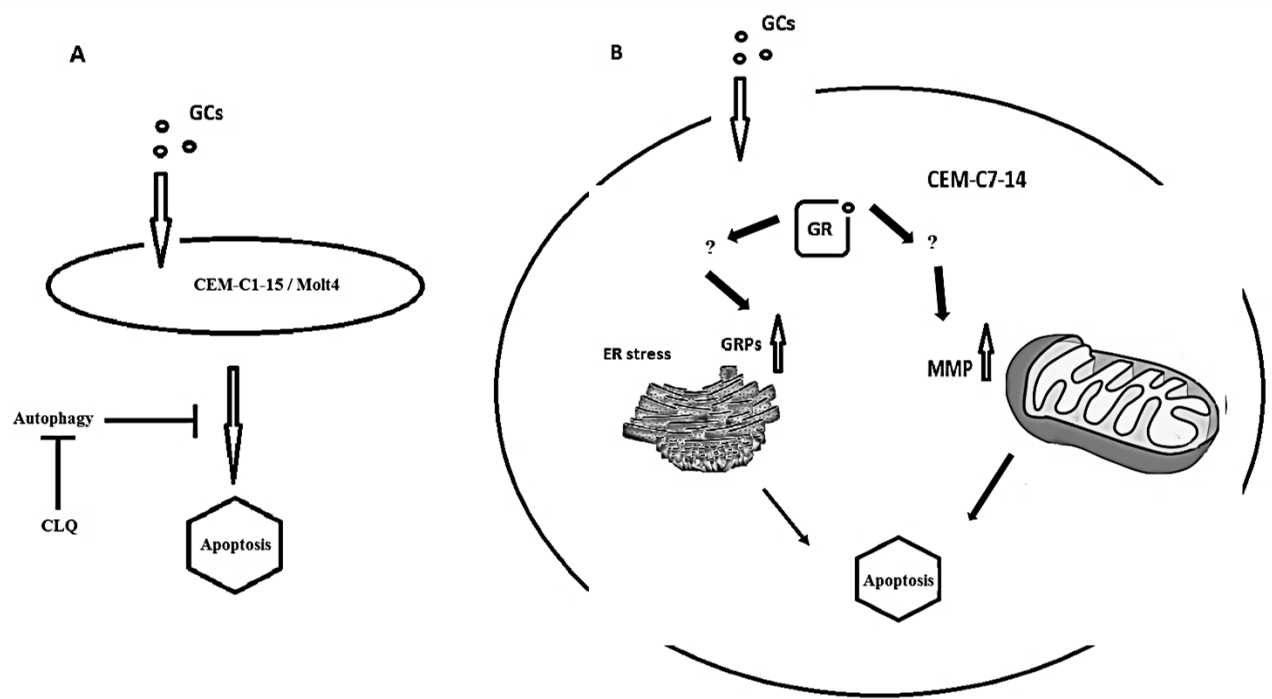 A
GCs
CEM-C1-15 / Molt4
Autophagy
CLQ
Apoptosis
B
GCs
CEM-C7-14
GR
?
?
GRPs
ER stress
MMP
Apoptosis